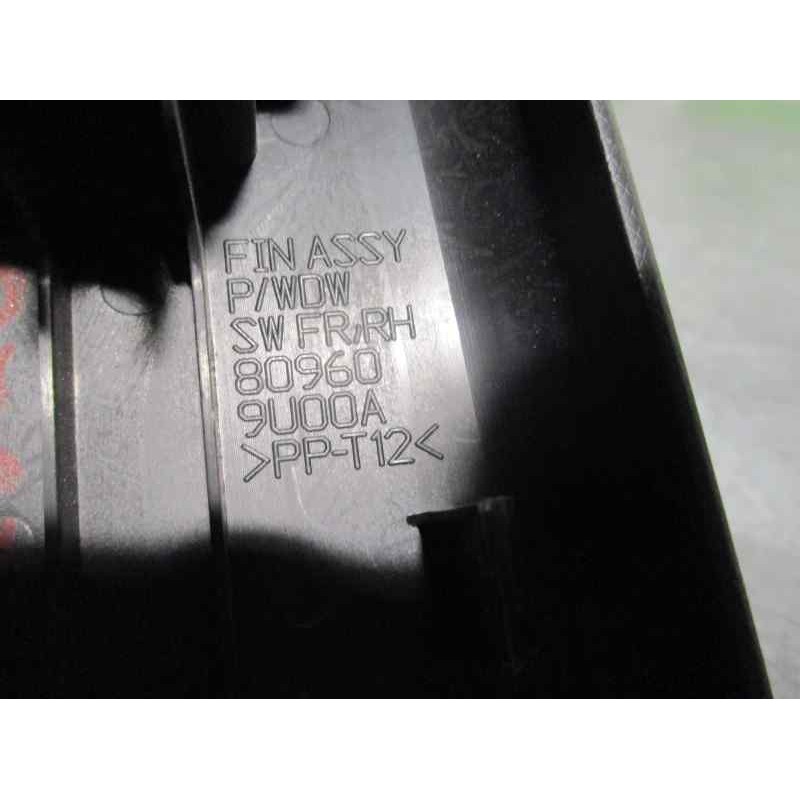 FIN ASSY
P/WDW
SW FR,RH
80960
9U00A
>PP-T12<